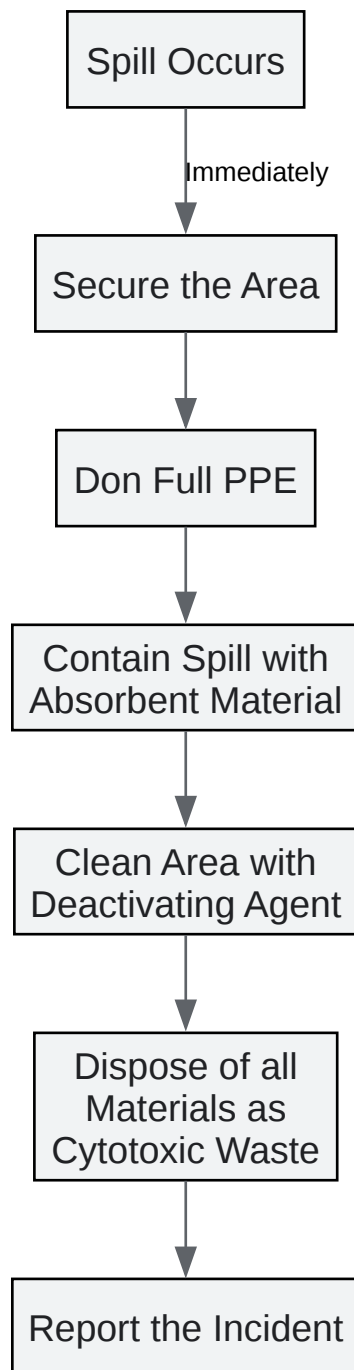 Spill Occurs
Immediately
Secure the Area
Don Full PPE
Contain Spill with
Absorbent Material
Clean Area with
Deactivating Agent
Dispose of all
Materials as
Cytotoxic Waste
Report the Incident